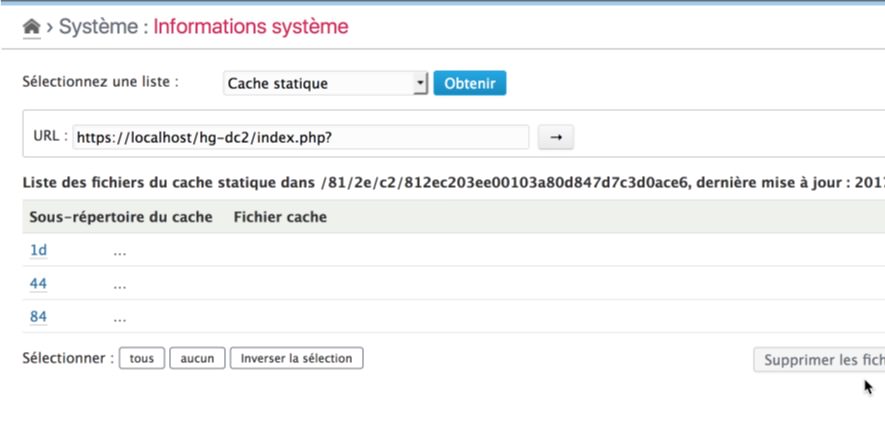 › Système : Informations système
Sélectionnez une liste : Cache statique Obtenir
URL : https://localhost/hg-dc2/index.php? →
Liste des fichiers du cache statique dans /81/2e/c2/812ec203ee00103a80d847d7c3d0ace6, dernière mise à jour : 201
Sous-répertoire du cache Fichier cache
1d ...
44 ...
84 ...
Sélectionner : tous aucun Inverser la sélection Supprimer les fich